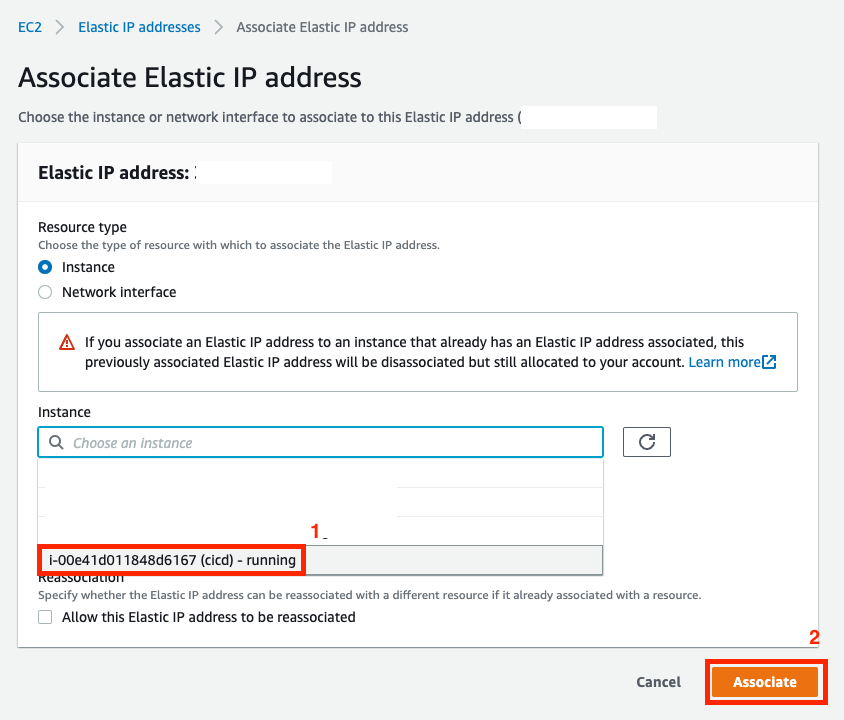 EC2 > Elastic IP addresses > Associate Elastic IP address
Associate Elastic IP address
Choose the instance or network interface to associate to this Elastic IP address (
Elastic IP address:
Resource type
Choose the type of resource with which to associate the Elastic IP address.
Instance
Network interface
If you associate an Elastic IP address to an instance that already has an Elastic IP address associated, this
previously associated Elastic IP address will be disassociated but still allocated to your account. Learn more
Instance
Choose an instance
1
i-00e41d011848d6167 (cicd) - running
Reassociation
Specify whether the Elastic IP address can be reassociated with a different resource if it already associated with a resource.
Allow this Elastic IP address to be reassociated
2
Cancel Associate